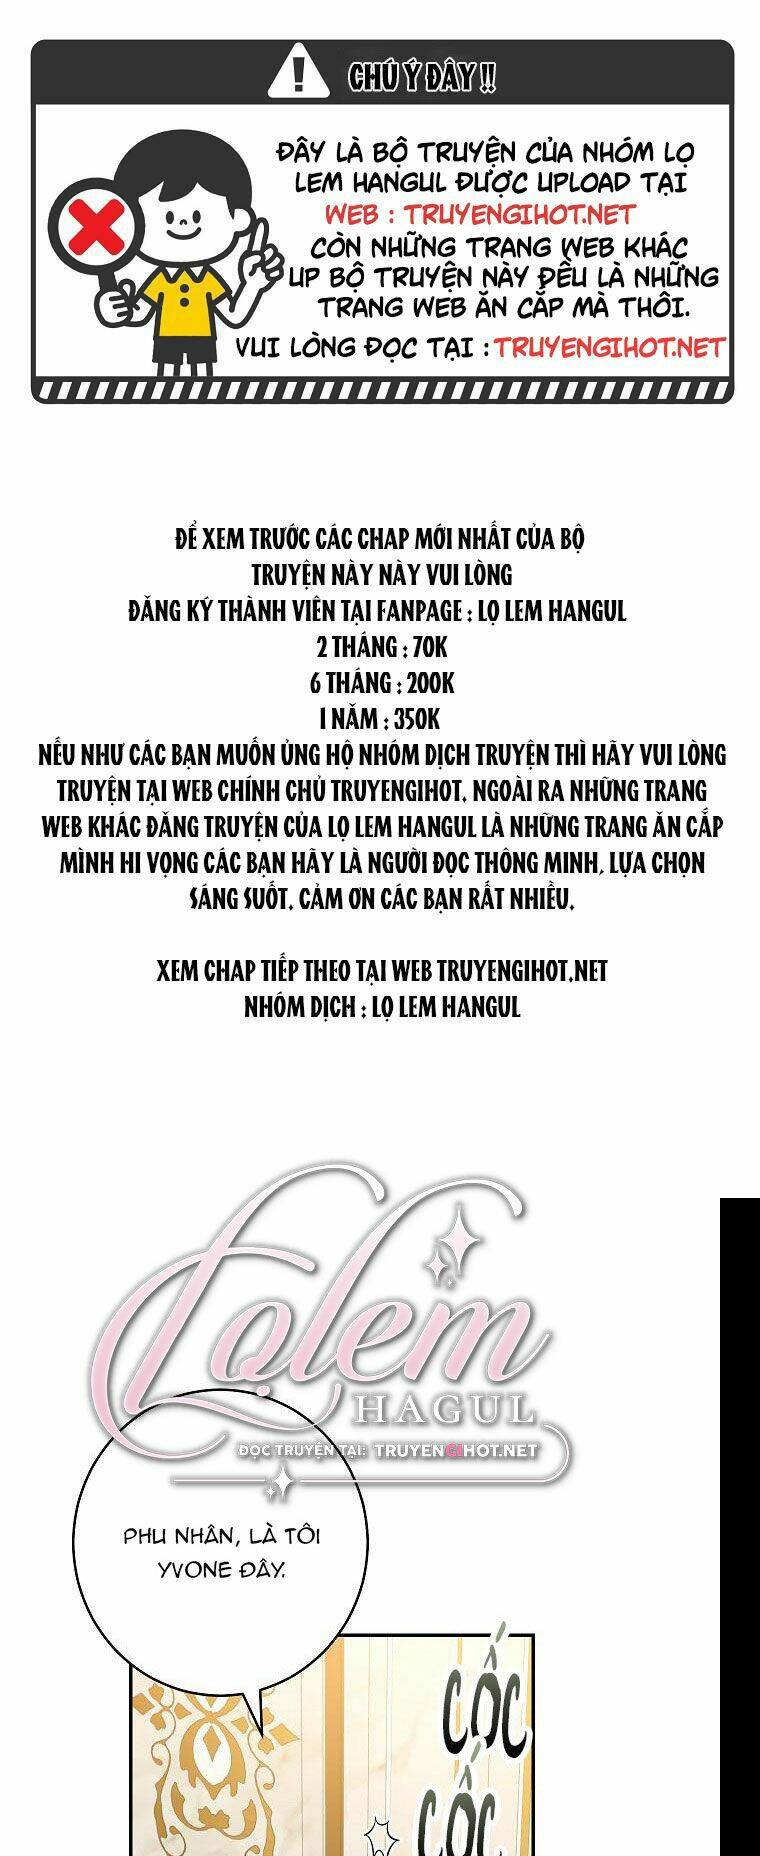 CHÚ Ý ĐÂY !!
ĐÂY LÀ BỘ TRUYỆN CỦA NHÓM LỌ
LEM HANGUL ĐƯỢC UPLOAD TẠI
WEB : TRUYENGIHOT.NET
CÒN NHỮNG TRANG WEB KHÁC
UP BỘ TRUYỆN NÀY ĐỀU LÀ NHỮNG
TRANG WEB ĂN CẮP MÀ THÔI.
VUI LÒNG ĐỌC TẠI : TRUYENGIHOT.NET
ĐỂ XEM TRƯỚC CÁC CHAP MỚI NHẤT CỦA BỘ
TRUYỆN NÀY NÀY VUI LÒNG
ĐĂNG KÝ THÀNH VIÊN TẠI FANPAGE : LỌ LEM HANGUL
2 THÁNG : 70K
6 THÁNG : 200K
1 NĂM : 350K
NẾU NHƯ CÁC BẠN MUỐN ỦNG HỘ NHÓM DỊCH TRUYỆN THÌ HÃY VUI LÒNG
TRUYỆN TẠI WEB CHÍNH CHỦ TRUYENGIHOT. NGOÀI RA NHỮNG TRANG
WEB KHÁC ĐĂNG TRUYỆN CỦA LỌ LEM HANGUL LÀ NHỮNG TRANG ĂN CẮP
MÌNH HI VỌNG CÁC BẠN HÃY LÀ NGƯỜI ĐỌC THÔNG MINH, LỰA CHỌN
SÁNG SUỐT. CẢM ƠN CÁC BẠN RẤT NHIỀU.
XEM CHAP TIẾP THEO TẠI WEB TRUYENGIHOT.NET
NHÓM DỊCH : LỌ LEM HANGUL
Lọlem
HAGUL
ĐỌC TRUYỆN TẠI: TRUYENGIHOT.NET
PHU NHÂN, LÀ TÔI
YVONE ĐÂY.
CỐC
CỐC